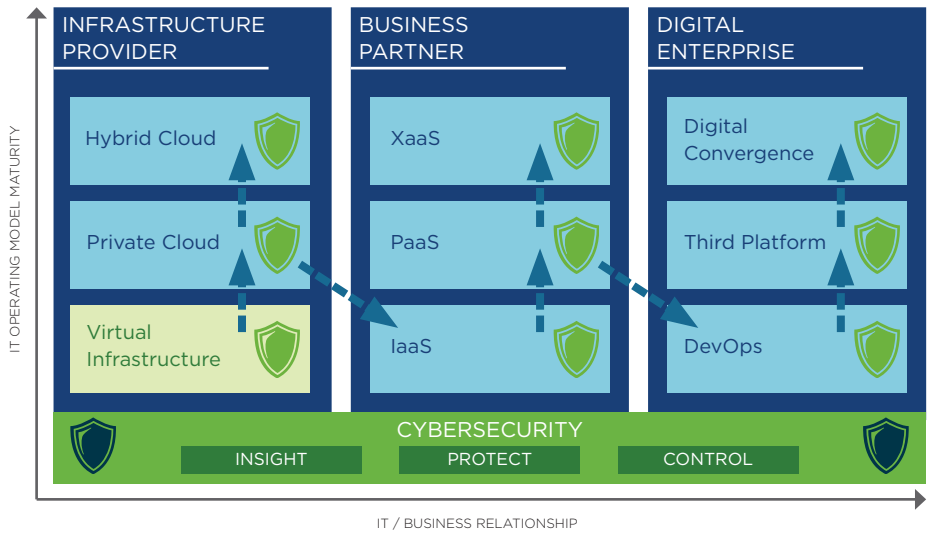 INFRASTRUCTURE
PROVIDER
Hybrid Cloud
Private Cloud
Virtual
Infrastructure
BUSINESS
PARTNER
XaaS
PaaS
IaaS
DIGITAL
ENTERPRISE
Digital
Convergence
Third Platform
DevOps
CYBERSECURITY
INSIGHT
PROTECT
CONTROL
IT OPERATING MODEL MATURITY
IT / BUSINESS RELATIONSHIP